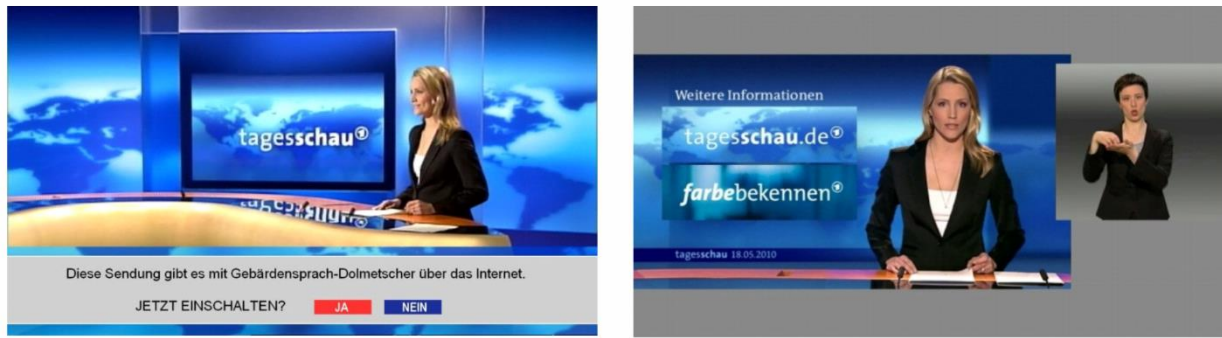 tagesschau
Diese Sendung gibt es mit Gebärdensprach-Dolmetscher über das Internet.
JETZT EINSCHALTEN? JA NEIN
Weitere Informationen
tagesschau.de
farbebekennen
tagesschau 18.05.2010